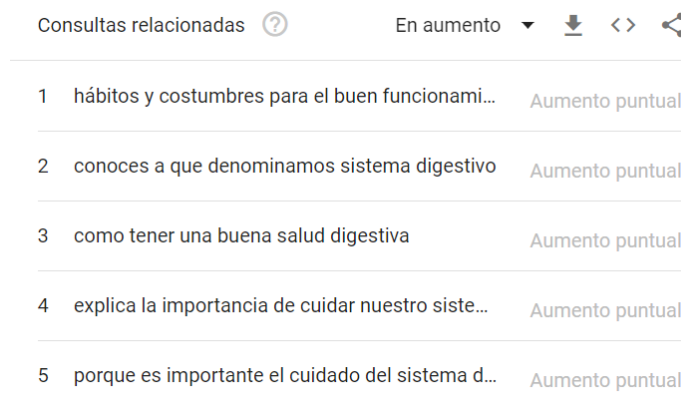 Consultas relacionadas ? En aumento
1 hábitos y costumbres para el buen funcionami... Aumento puntual
2 conoces a que denominamos sistema digestivo Aumento puntual
3 como tener una buena salud digestiva Aumento puntual
4 explica la importancia de cuidar nuestro siste... Aumento puntual
5 porque es importante el cuidado del sistema d... Aumento puntual